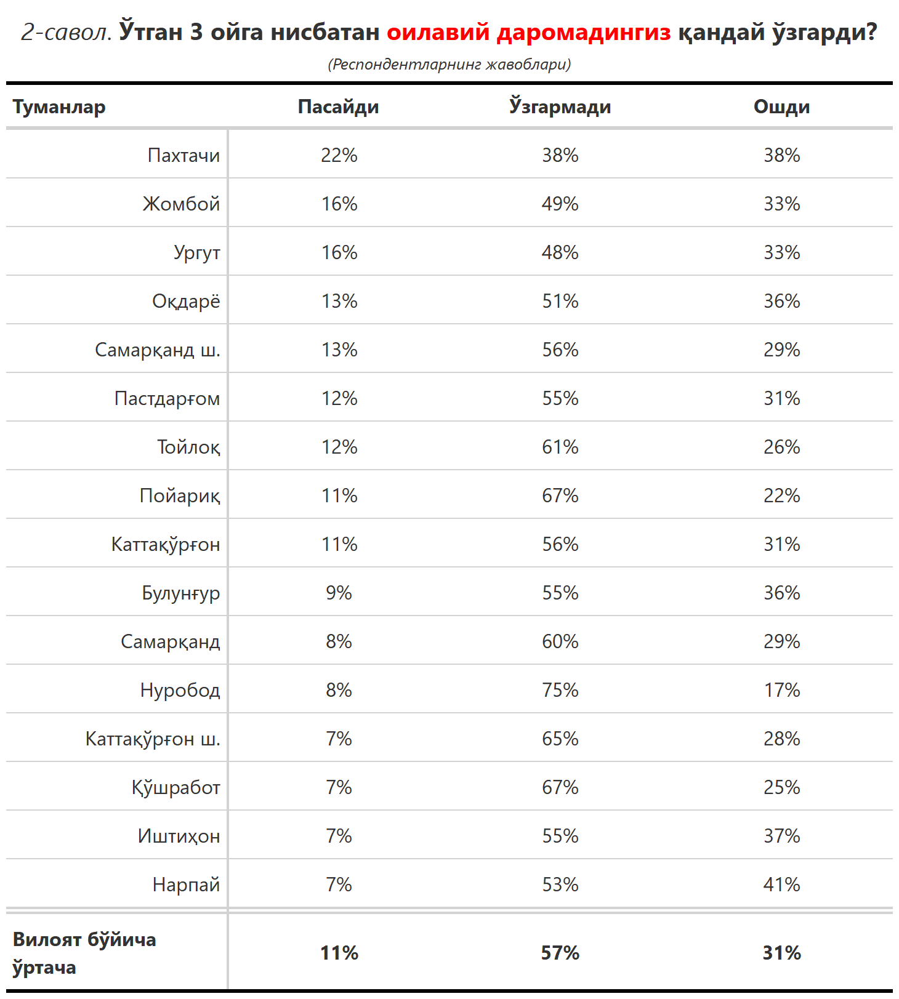 2-савол. Ўтган 3 ойга нисбатан оилавий даромадингиз қандай ўзгарди?
(Респондентларнинг жавоблари)
Туманлар Пасайди Ўзгармади Ошди
Пахтачи 22% 38% 38%
Жомбой 16% 49% 33%
Ургут 16% 48% 33%
Оқдарё 13% 51% 36%
Самарқанд ш. 13% 56% 29%
Пастдарғом 12% 55% 31%
Тойлоқ 12% 61% 26%
Пойариқ 11% 67% 22%
Каттақўрғон 11% 56% 31%
Булунғур 9% 55% 36%
Самарқанд 8% 60% 29%
Нуробод 8% 75% 17%
Каттақўрғон ш. 7% 65% 28%
Қўшработ 7% 67% 25%
Иштиҳон 7% 55% 37%
Нарпай 7% 53% 41%
Вилоят бўйича
ўртача 11% 57% 31%